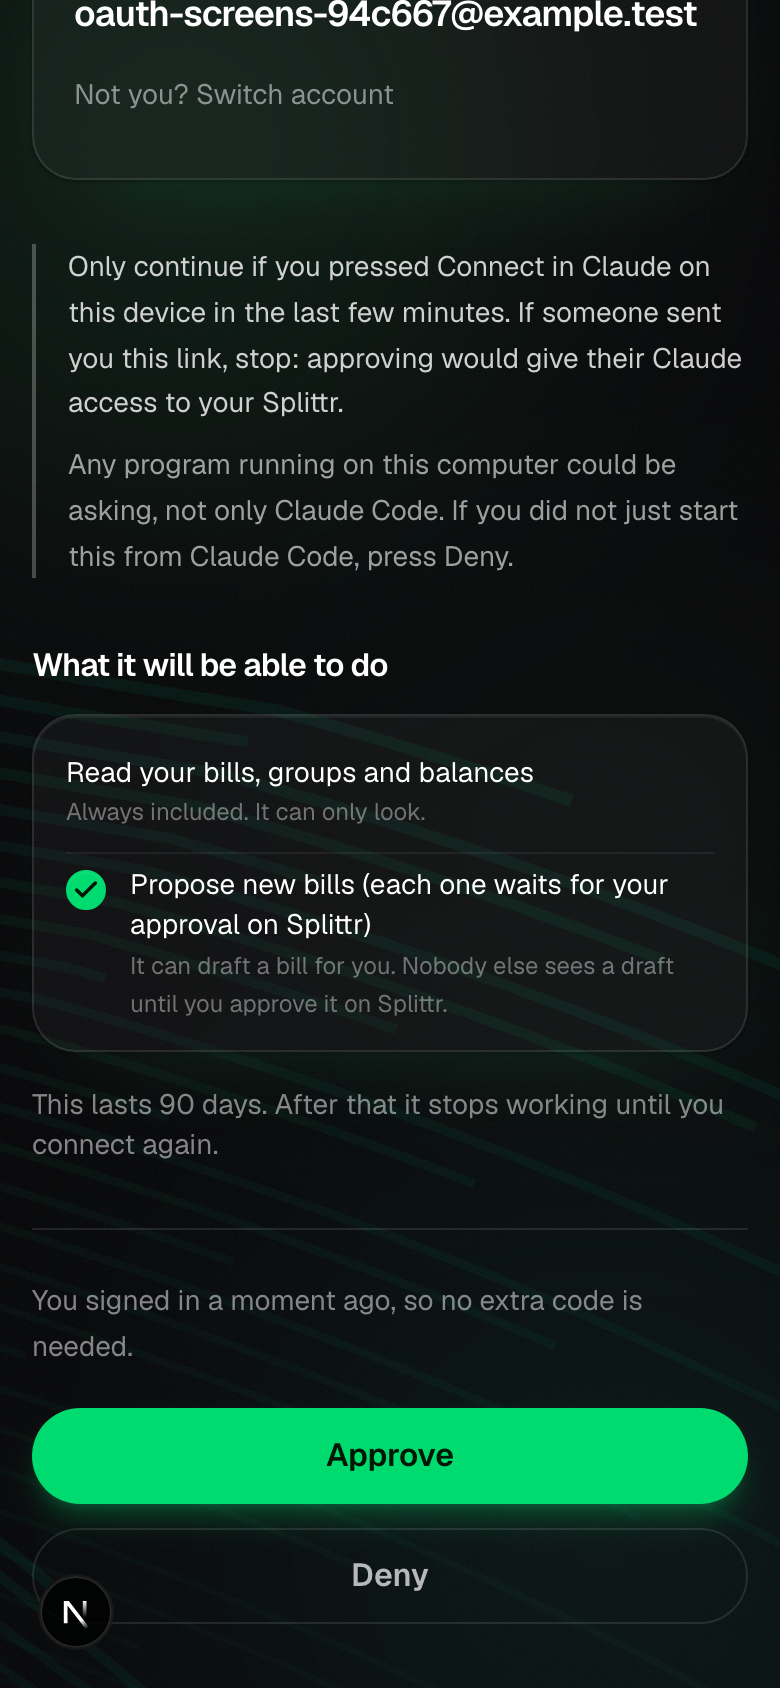 oauth-screens-94c667@example.test
Not you? Switch account
Only continue if you pressed Connect in Claude on
this device in the last few minutes. If someone sent
you this link, stop: approving would give their Claude
access to your Splittr.
Any program running on this computer could be
asking, not only Claude Code. If you did not just start
this from Claude Code, press Deny.
What it will be able to do
Read your bills, groups and balances
Always included. It can only look.
Propose new bills (each one waits for your
approval on Splittr)
It can draft a bill for you. Nobody else sees a draft
until you approve it on Splittr.
This lasts 90 days. After that it stops working until you
connect again.
You signed in a moment ago, so no extra code is
needed.
Approve
Deny
N